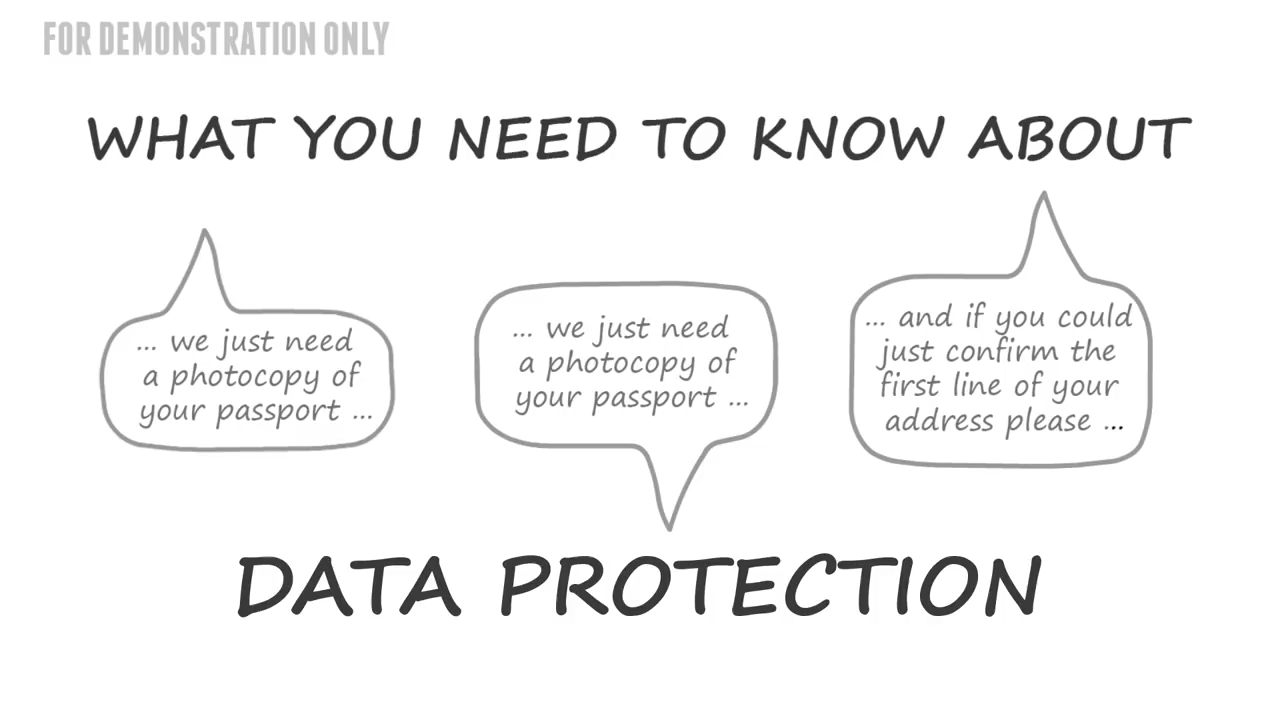 FOR DEMONSTRATION ONLY
WHAT YOU NEED TO KNOW ABOUT
... we just need
a photocopy of
your passport ...
... we just need
a photocopy of
your passport ...
... and if you could
just confirm the
first line of your
address please ...
DATA PROTECTION